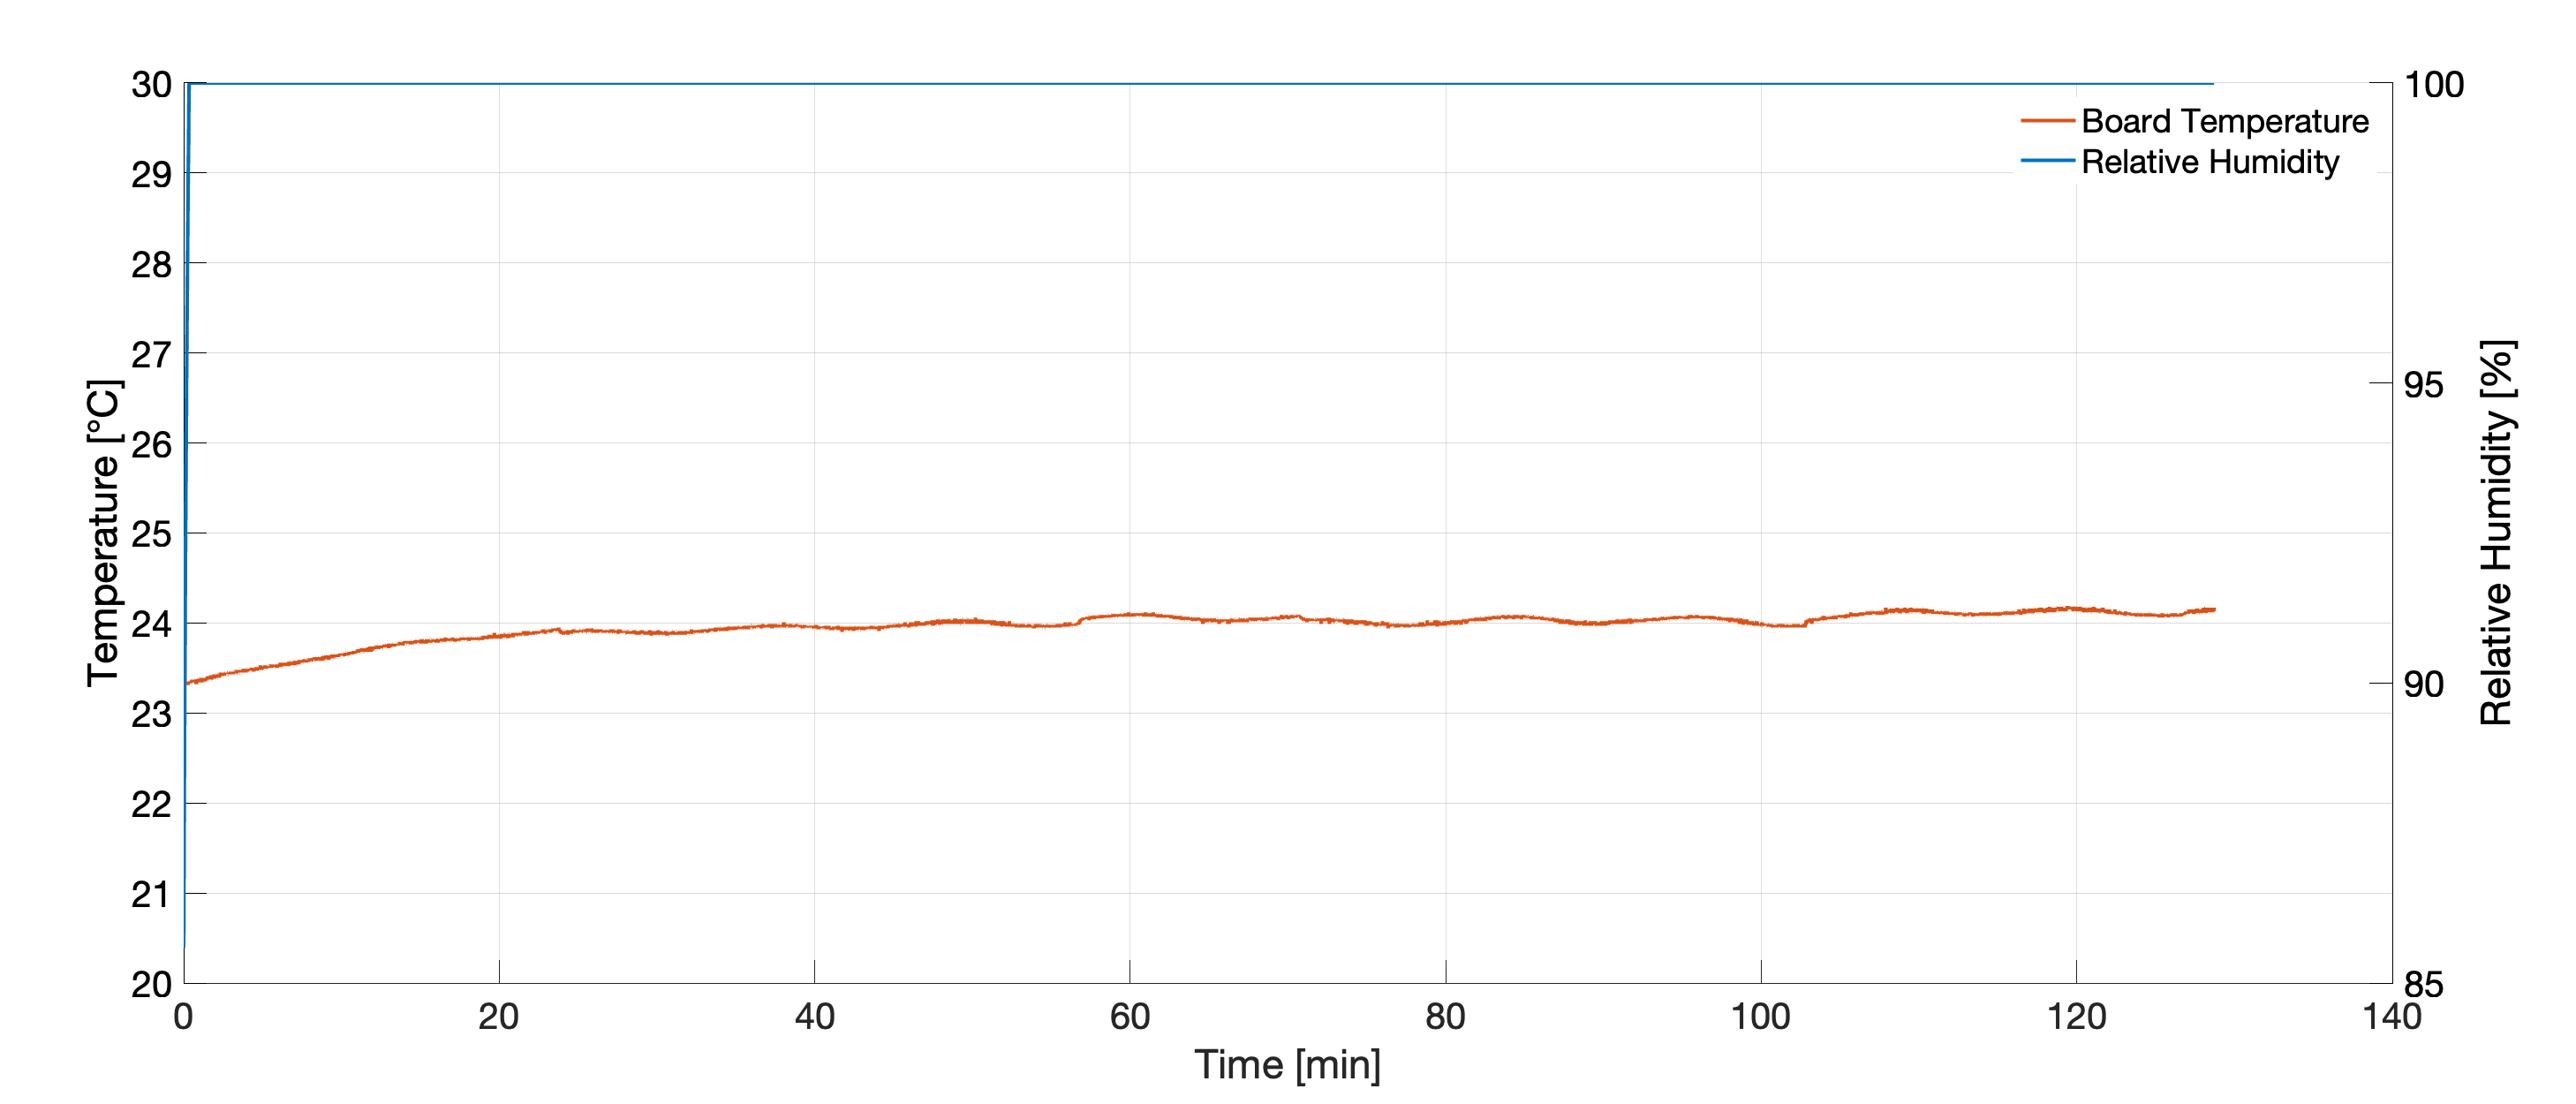 30
29
28
27
26
25
24
23
22
21
20
Temperature [°C]
100
95
90
85
Relative Humidity [%]
Board Temperature
Relative Humidity
0 20 40 60 80 100 120 140
Time [min]